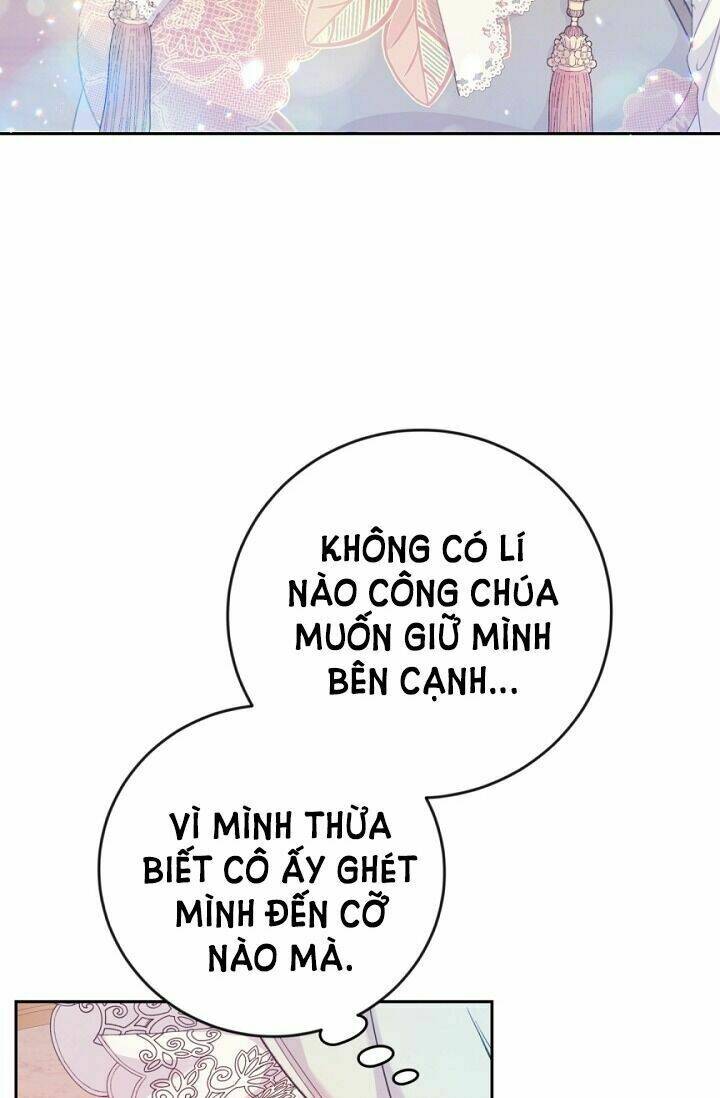 KHÔNG CÓ LÍ
NÀO CÔNG CHÚA
MUỐN GIỮ MÌNH
BÊN CẠNH...
VÌ MÌNH THỪA
BIẾT CÔ ẤY GHÉT
MÌNH ĐẾN CỠ
NÀO MÀ.